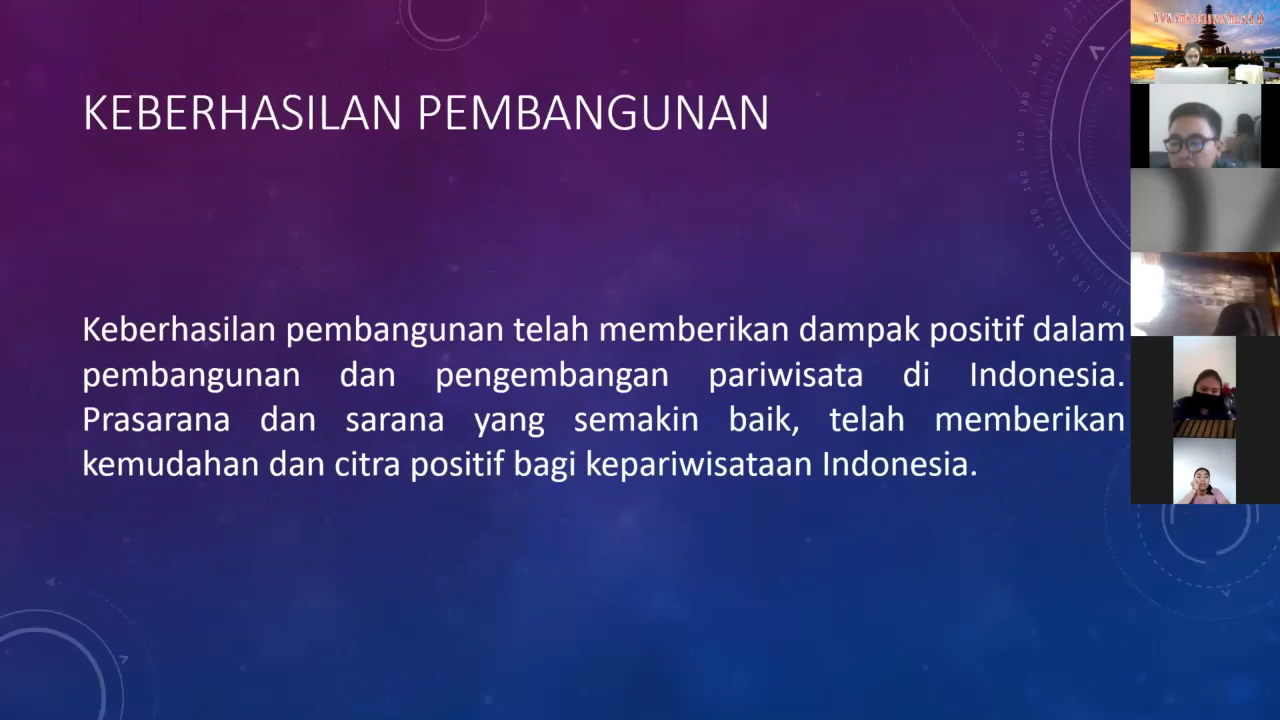 KEBERHASILAN PEMBANGUNAN
Keberhasilan pembangunan telah memberikan dampak positif dalam
pembangunan dan pengembangan pariwisata di Indonesia.
Prasarana dan sarana yang semakin baik, telah memberikan
kemudahan dan citra positif bagi kepariwisataan Indonesia.